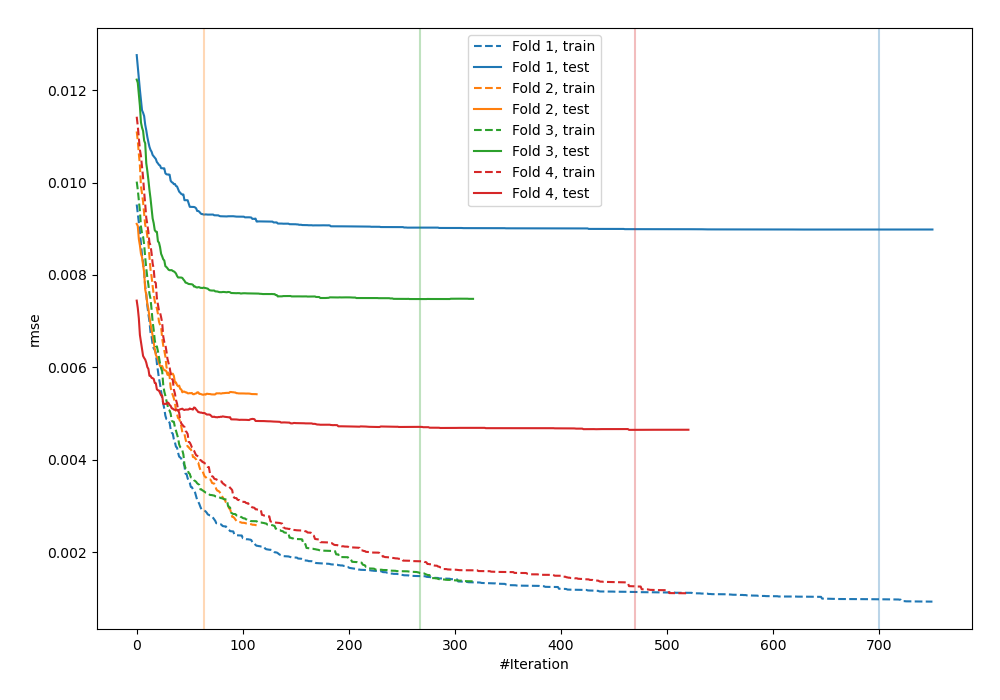 Fold 1, train
Fold 1, test
Fold 2, train
Fold 2, test
Fold 3, train
Fold 3, test
Fold 4, train
Fold 4, test
0.012
0.010
0.008
0.006
0.004
0.002
rmse
0 100 200 300 400 500 600 700
#Iteration